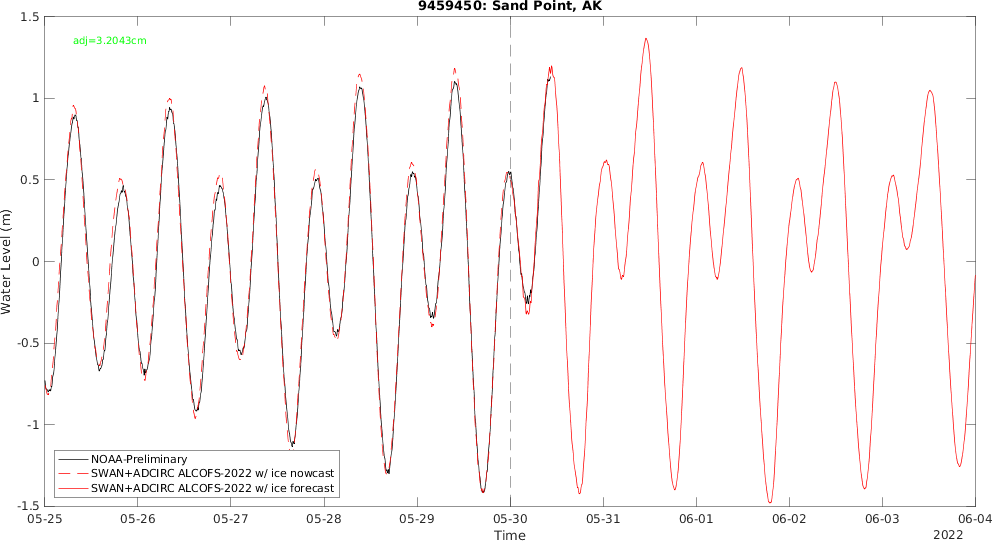 9459450: Sand Point, AK
adj=3.2043cm
1.5
1
0.5
0
-0.5
-1
-1.5
Water Level (m)
NOAA-Preliminary
SWAN+ADCIRC ALCOFS-2022 w/ ice nowcast
SWAN+ADCIRC ALCOFS-2022 w/ ice forecast
05-25 05-26 05-27 05-28 05-29 05-30 05-31 06-01 06-02 06-03 06-04
Time
2022